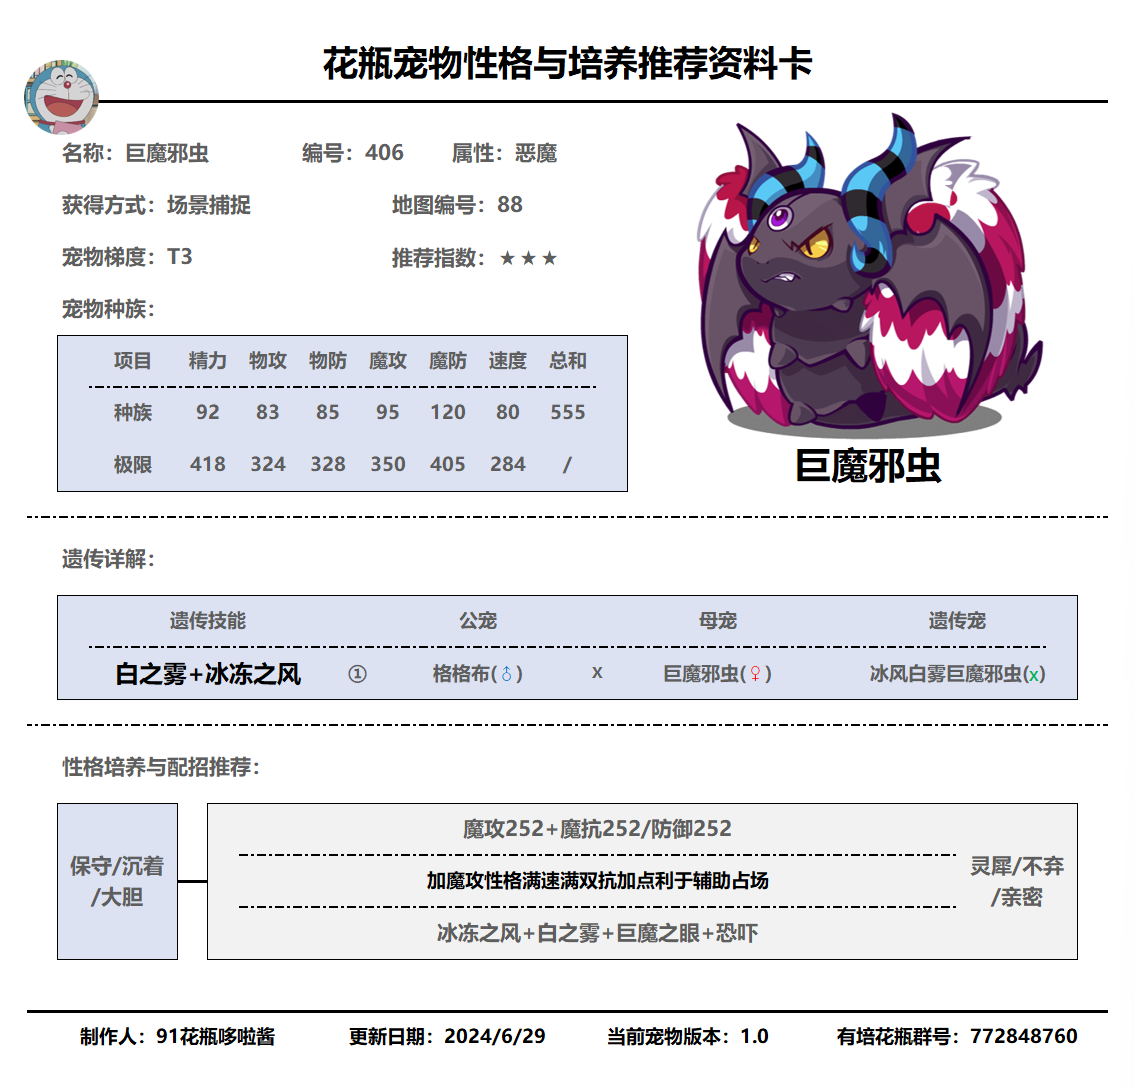 花瓶宠物性格与培养推荐资料卡
名称：巨魔邪虫 编号：406 属性：恶魔
获得方式：场景捕捉 地图编号：88
宠物梯度：T3 推荐指数：★★★
宠物种族：
项目 精力 物攻 物防 魔攻 魔防 速度 总和
种族 92 83 85 95 120 80 555
极限 418 324 328 350 405 284 /
巨魔邪虫
遗传详解：
遗传技能 公宠 母宠 遗传宠
白之雾+冰冻之风 ① 格格布(♂) x 巨魔邪虫(♀) 冰风白雾巨魔邪虫(x)
性格培养与配招推荐：
保守/沉着
/大胆
魔攻252+魔抗252/防御252
加魔攻性格满速满双抗加点利于辅助占场
冰冻之风+白之雾+巨魔之眼+恐吓
灵犀/不弃
/亲密
制作人：91花瓶哆啦酱 更新日期：2024/6/29 当前宠物版本：1.0 有培花瓶群号：772848760